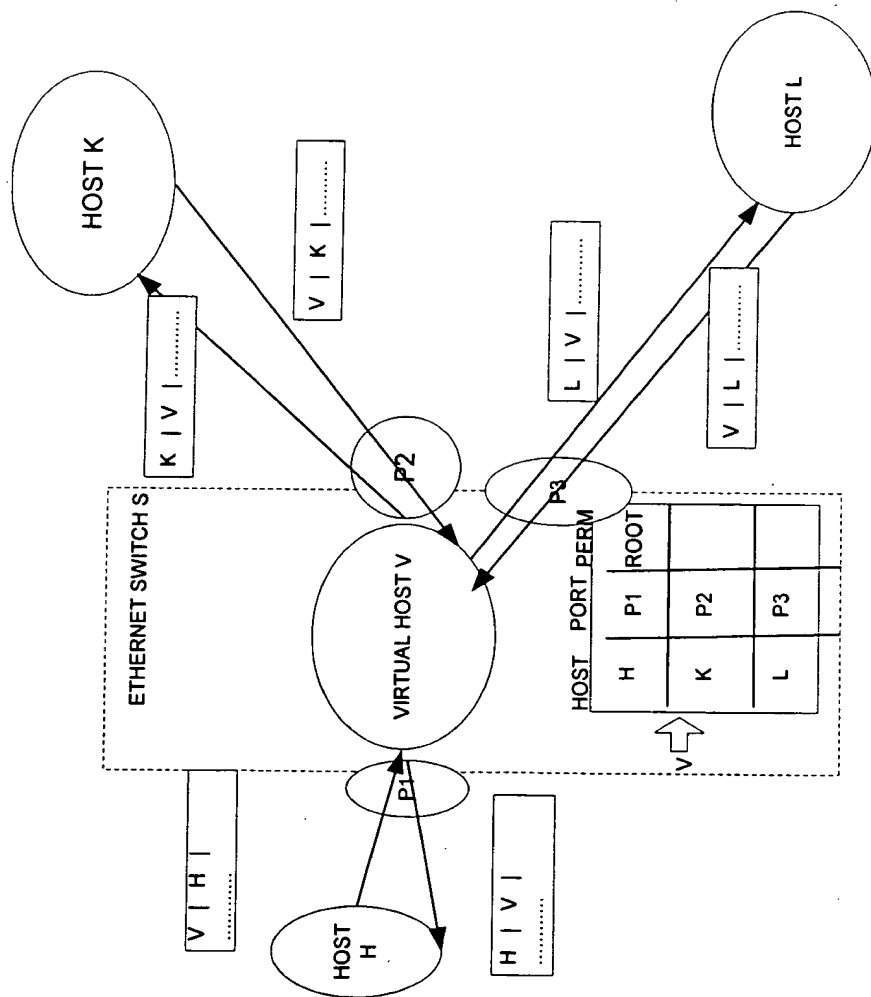 HOST K
K | V | .........
V | K | .........
ETHERNET SWITCH S
P2
VIRTUAL HOST V
P1
P3
V | H |
.........
HOST
H
H | V |
.........
L | V | .........
V | L | .........
HOST L
HOST PORT PERM
H P1 ROOT
K P2
L P3
V